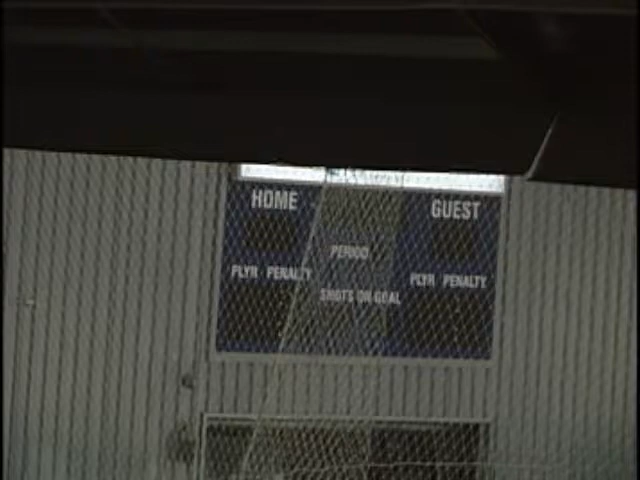 HOME GUEST
PERIOD
PLYR PENALTY PLYR PENALTY
SHOTS ON GOAL